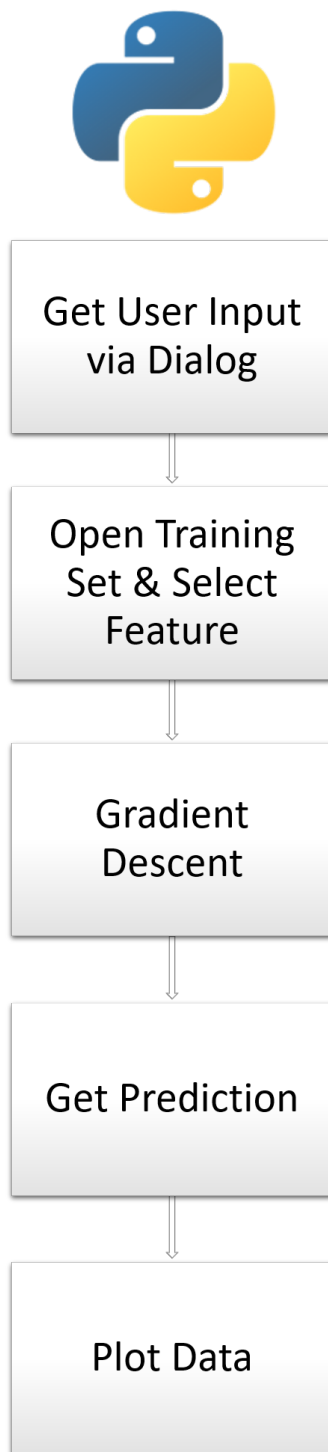 Get User Input
via Dialog
Open Training
Set & Select
Feature
Gradient
Descent
Get Prediction
Plot Data